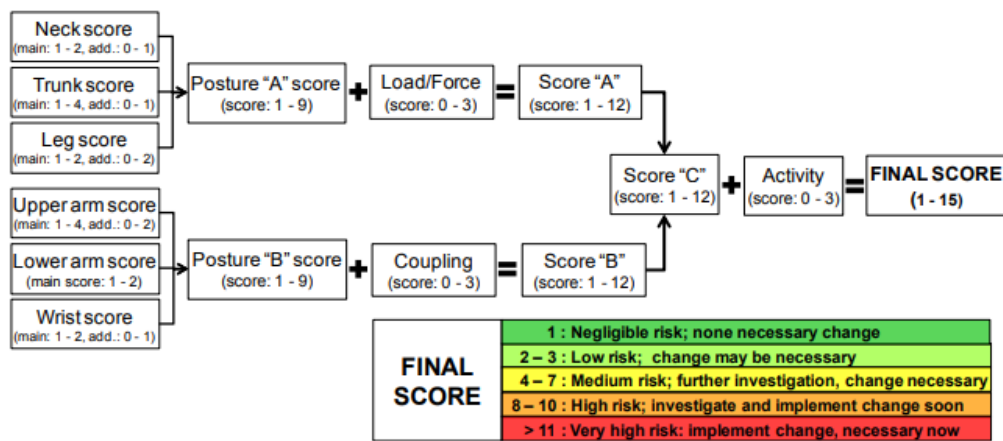 Neck score
(main: 1 - 2, add.: 0 - 1)
Trunk score
(main: 1 - 4, add.: 0 - 1)
Leg score
(main: 1 - 2, add.: 0 - 2)
Posture “A” score
(score: 1 - 9)
+
Load/Force
(score: 0 - 3)
=
Score “A”
(score: 1 - 12)
Upper arm score
(main: 1 - 4, add.: 0 - 2)
Lower arm score
(main score: 1 - 2)
Wrist score
(main: 1 - 2, add.: 0 - 1)
Posture “B” score
(score: 1 - 9)
+
Coupling
(score: 0 - 3)
=
Score “B”
(score: 1 - 12)
Score “C”
(score: 1 - 12)
+
Activity
(score: 0 - 3)
=
FINAL SCORE
(1 - 15)
FINAL
SCORE
1 : Negligible risk; none necessary change
2 – 3 : Low risk; change may be necessary
4 – 7 : Medium risk; further investigation, change necessary
8 – 10 : High risk; investigate and implement change soon
> 11 : Very high risk: implement change, necessary now